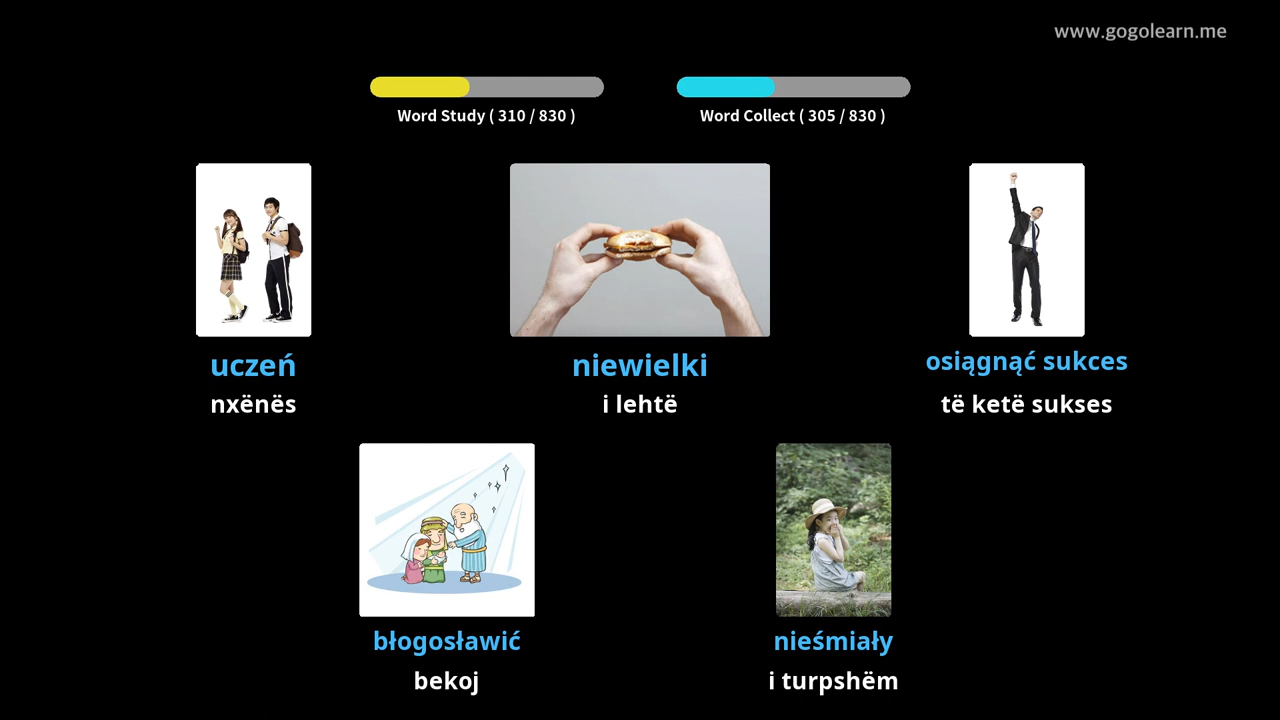 www.gogolearn.me
Word Study ( 310 / 830 )
Word Collect ( 305 / 830 )
uczeń
nxënës
niewielki
i lehtë
osiągnąć sukces
të ketë sukses
błogosławić
bekoj
nieśmiały
i turpshëm